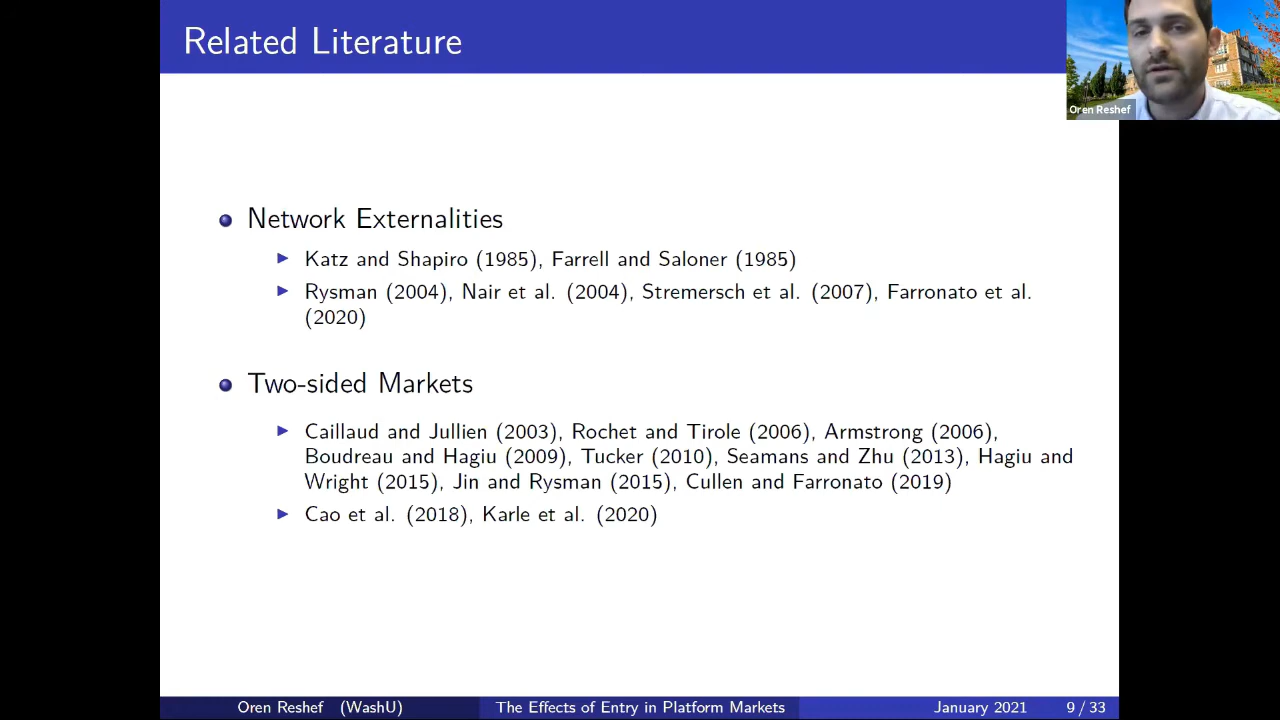 Related Literature
Oren Reshef
Network Externalities
Katz and Shapiro (1985), Farrell and Saloner (1985)
Rysman (2004), Nair et al. (2004), Stremersch et al. (2007), Farronato et al.
(2020)
Two-sided Markets
Caillaud and Jullien (2003), Rochet and Tirole (2006), Armstrong (2006),
Boudreau and Hagiu (2009), Tucker (2010), Seamans and Zhu (2013), Hagiu and
Wright (2015), Jin and Rysman (2015), Cullen and Farronato (2019)
Cao et al. (2018), Karle et al. (2020)
Oren Reshef (WashU) The Effects of Entry in Platform Markets January 2021 9 / 33